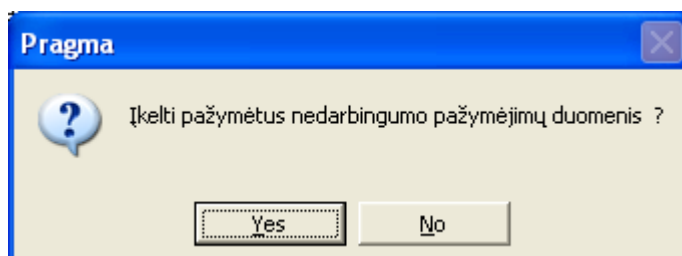 Pragma
Įkelti pažymėtus nedarbingumo pažymėjimų duomenis ?
Yes
No